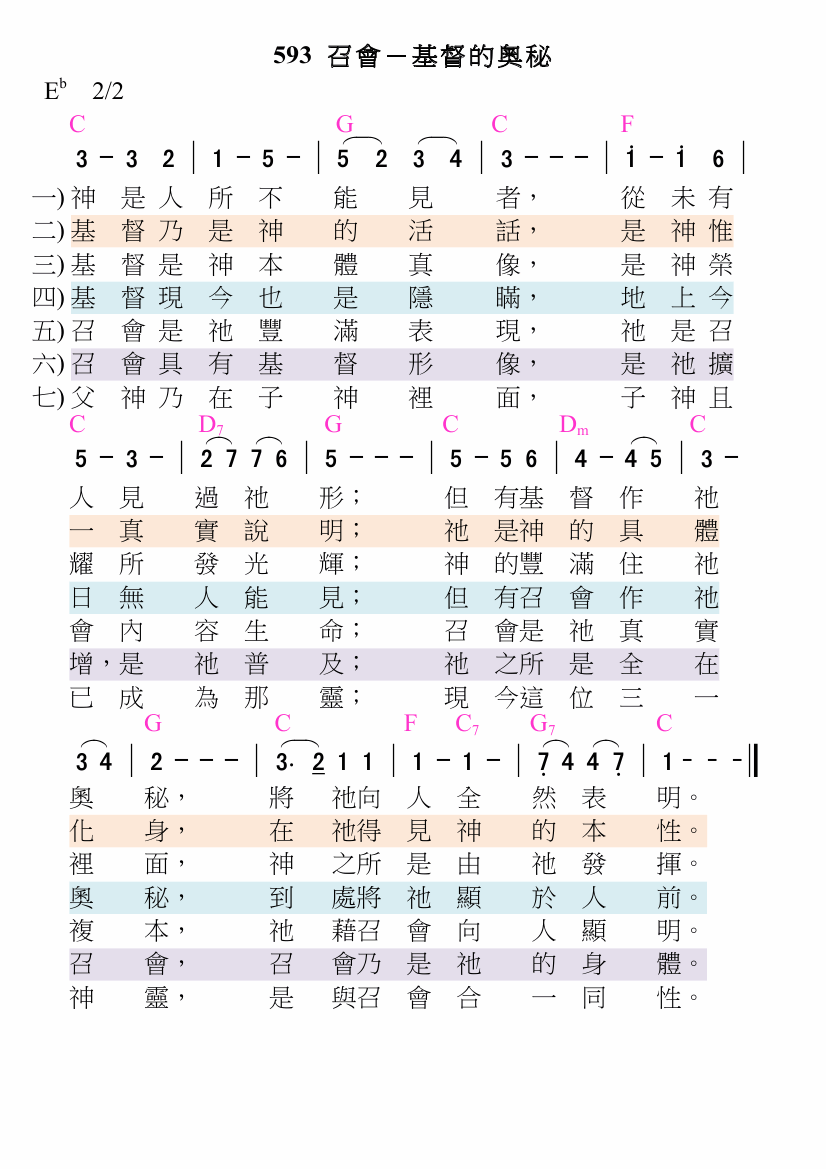 593 召會－基督的奧秘
E♭ 2/2
C G C F
3 - 3 2 | 1 - 5 - | 5 2 3 4 | 3 - - - | i - i 6 |
一) 神是人所不能見者，從未有
二) 基督乃是神的活話，是神惟
三) 基督是神本體真像，是神榮
四) 基督現今也是隱瞞，地上今
五) 召會是祂豐滿表現，祂是召
六) 召會具有基督形像，是祂擴
七) 父神乃在子神裡面，子神且
C D7 G C Dm C
5 - 3 - | 2 7 7 6 | 5 - - - | 5 - 5 6 | 4 - 4 5 | 3 -
人見過祂形；但有基督作祂
一真實說明；祂是神的具體
耀所發光輝；神的豐滿住祂
日無人能見；但有召會作祂
會內容生命；召會是祂真實
增，是祂普及；祂之所是全在
已成為那靈；現今這位三一
G C F C7 G7 C
3 4 | 2 - - - | 3. 2 1 1 | 1 - 1 - | 7 4 4 7 | 1 - - - ||
奧秘，將祂向人全然表明。
化身，在祂得見神的本性。
裡面，神之所是由祂發揮。
奧秘，到處將祂顯於人前。
複本，祂藉召會向人顯明。
召會，召會乃是祂的身體。
神靈，是與召會合一同性。